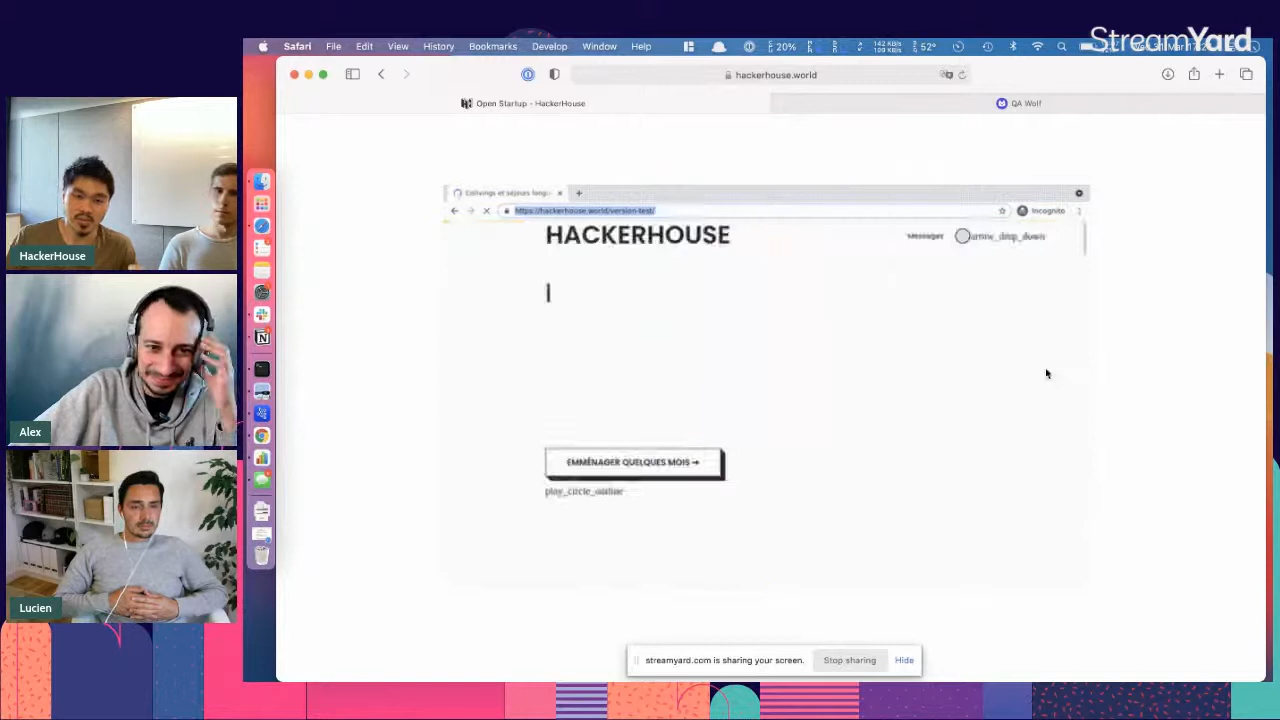 StreamYard
Safari File Edit View History Bookmarks Develop Window Help
20%
52°
hackerhouse.world
Open Startup - HackerHouse
QA Wolf
https://hackerhouse.world/version-test/
Incognito
HACKERHOUSE
Messages
arrow_drop_down
EMMÉNAGER QUELQUES MOIS →
play_circle_outline
HackerHouse
Alex
Lucien
streamyard.com is sharing your screen.
Stop sharing
Hide